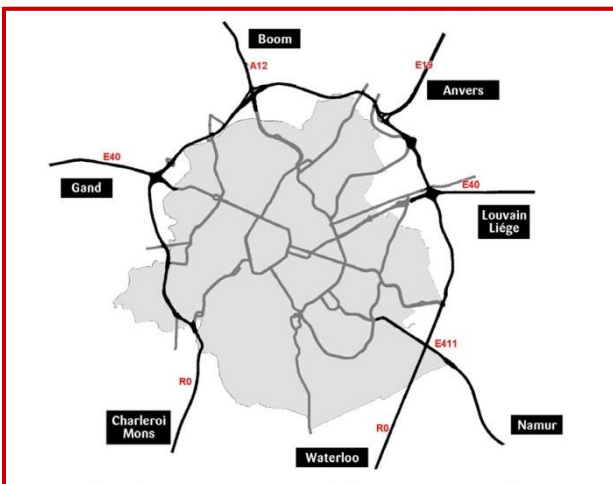 Boom
A12
E19
Anvers
E40
Gand
E40
Louvain
Liége
E411
R0
Charleroi
Mons
Namur
R0
Waterloo